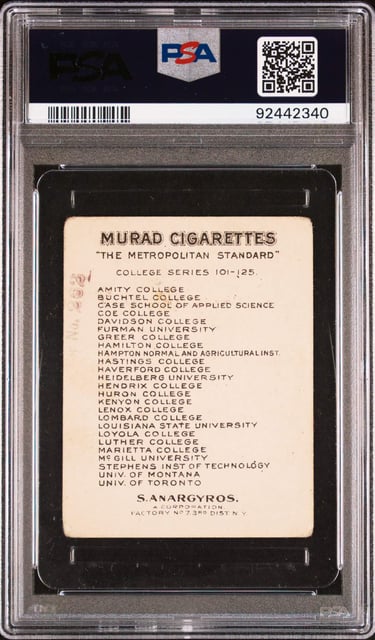 PSA
PSA
92442340
MURAD CIGARETTES
"THE METROPOLITAN STANDARD"
COLLEGE SERIES 101-125.
AMITY COLLEGE
BUCHTEL COLLEGE
CASE SCHOOL OF APPLIED SCIENCE
COE COLLEGE
DAVIDSON COLLEGE
FURMAN UNIVERSITY
GREER COLLEGE
HAMILTON COLLEGE
HAMPTON NORMAL AND AGRICULTURAL INST.
HASTINGS COLLEGE
HAVERFORD COLLEGE
HEIDELBERG UNIVERSITY
HENDRIX COLLEGE
HURON COLLEGE
KENYON COLLEGE
LENOX COLLEGE
LOMBARD COLLEGE
LOUISIANA STATE UNIVERSITY
LOYOLA COLLEGE
LUTHER COLLEGE
MARIETTA COLLEGE
McGILL UNIVERSITY
STEPHENS INST OF TECHNOLOGY
UNIV. OF MONTANA
UNIV. OF TORONTO
S. ANARGYROS.
A CORPORATION
FACTORY No 7. 3RD DIST. N.Y.
No.